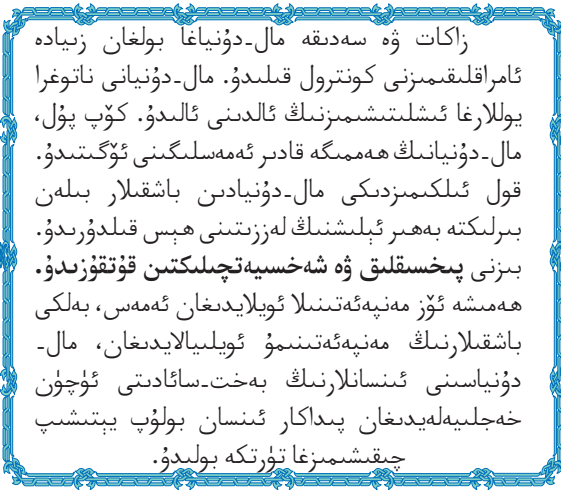 زاكات ۋە سەدىقە مال-دۇنياغا بولغان زىيادە
ئامراقلىقىمىزنى كونترول قىلىدۇ. مال-دۇنيانى ناتوغرا
يوللارغا ئىشلىتىشىمىزنىڭ ئالدىنى ئالىدۇ. كۆپ پۇل،
مال-دۇنيانىڭ ھەممىگە قادىر ئەمەسلىگىنى ئۆگىتىدۇ.
قول ئىلكىمىزدىكى مال-دۇنيادىن باشقىلار بىلەن
بىرلىكتە بەھىر ئېلىشنىڭ لەززىتىنى ھېس قىلدۇرىدۇ.
بىزنى پىخسىقلىق ۋە شەخسىيەتچىلىكتىن قۇتقۇزىدۇ.
ھەمىشە ئۆز مەنپەئەتىنىلا ئويلايدىغان ئەمەس، بەلكى
باشقىلارنىڭ مەنپەئەتىنىمۇ ئويلىيالايدىغان، مال-
دۇنياسىنى ئىنسانلارنىڭ بەخت-سائادىتى ئۈچۈن
خەجلىيەلەيدىغان پىداكار ئىنسان بولۇپ يېتىشىپ
چىقىشىمىزغا تۈرتكە بولىدۇ.